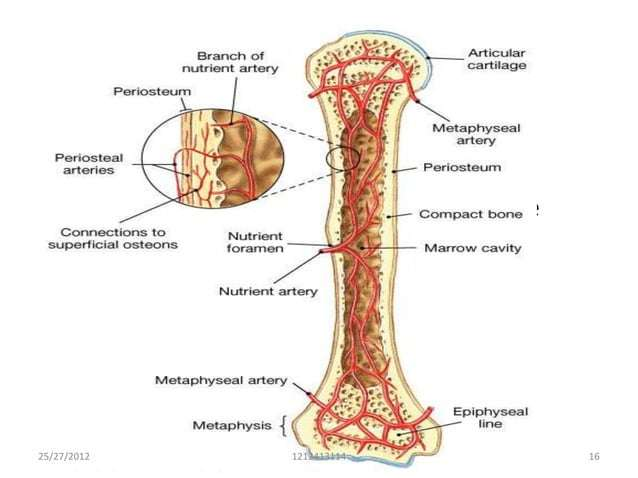 Branch of
nutrient artery
Articular
cartilage
Periosteum
Metaphyseal
artery
Periosteal
arteries
Periosteum
Compact bone
Connections to
superficial osteons
Nutrient
foramen
Marrow cavity
Nutrient artery
Metaphyseal artery
Metaphysis
Epiphyseal
line
25/27/2012
16